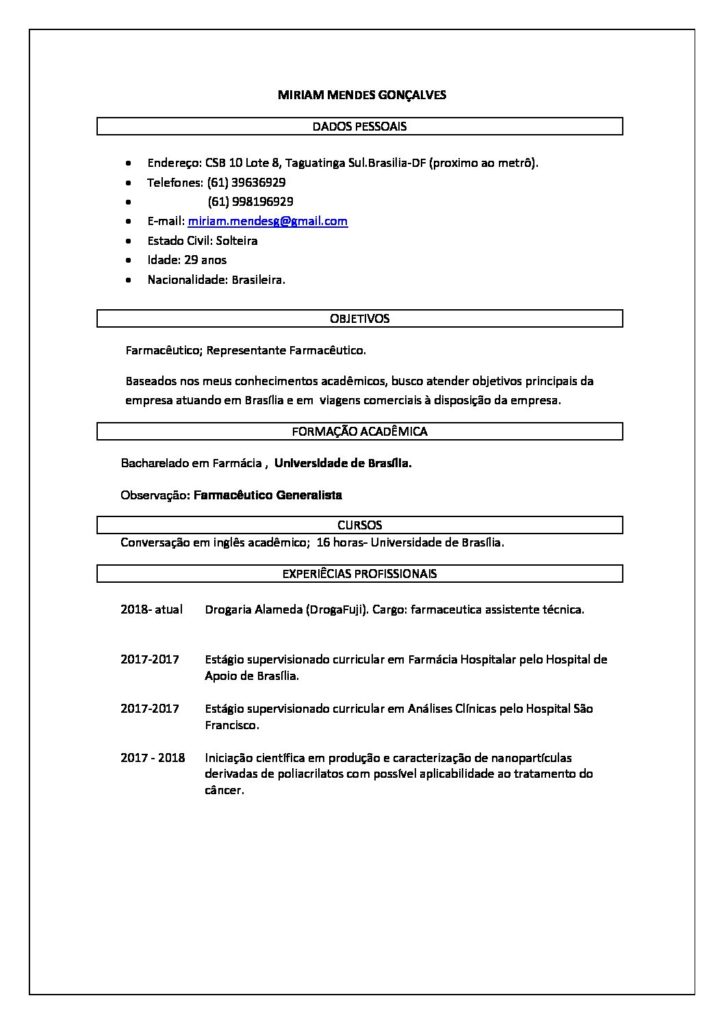 MIRIAM MENDES GONÇALVES
DADOS PESSOAIS
• Endereço: CSB 10 Lote 8, Taguatinga Sul.Brasilia-DF (proximo ao metrô).
• Telefones: (61) 39636929
• (61) 998196929
• E-mail: miriam.mendesg@gmail.com
• Estado Civil: Solteira
• Idade: 29 anos
• Nacionalidade: Brasileira.
OBJETIVOS
Farmacêutico; Representante Farmacêutico.
Baseados nos meus conhecimentos acadêmicos, busco atender objetivos principais da
empresa atuando em Brasília e em viagens comerciais à disposição da empresa.
FORMAÇÃO ACADÊMICA
Bacharelado em Farmácia , Universidade de Brasília.
Observação: Farmacêutico Generalista
CURSOS
Conversação em inglês acadêmico; 16 horas- Universidade de Brasília.
EXPERIÊCIAS PROFISSIONAIS
2018- atual Drogaria Alameda (DrogaFuji). Cargo: farmaceutica assistente técnica.
2017-2017 Estágio supervisionado curricular em Farmácia Hospitalar pelo Hospital de
Apoio de Brasília.
2017-2017 Estágio supervisionado curricular em Análises Clínicas pelo Hospital São
Francisco.
2017 - 2018 Iniciação científica em produção e caracterização de nanopartículas
derivadas de poliacrilatos com possível aplicabilidade ao tratamento do
câncer.